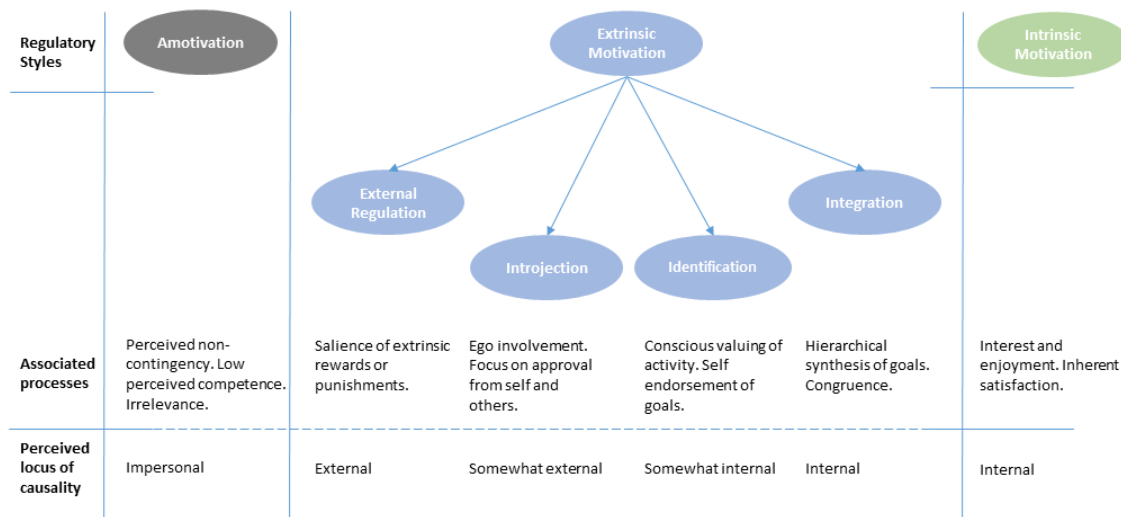 Regulatory
Styles
Amotivation
Extrinsic
Motivation
Intrinsic
Motivation
External
Regulation
Introjection
Identification
Integration
Associated
processes
Perceived non-
contingency. Low
perceived competence.
Irrelevance.
Salience of extrinsic
rewards or
punishments.
Ego involvement.
Focus on approval
from self and
others.
Conscious valuing of
activity. Self
endorsement of
goals.
Hierarchical
synthesis of goals.
Congruence.
Interest and
enjoyment. Inherent
satisfaction.
Perceived
locus of
causality
Impersonal
External
Somewhat external
Somewhat internal
Internal
Internal